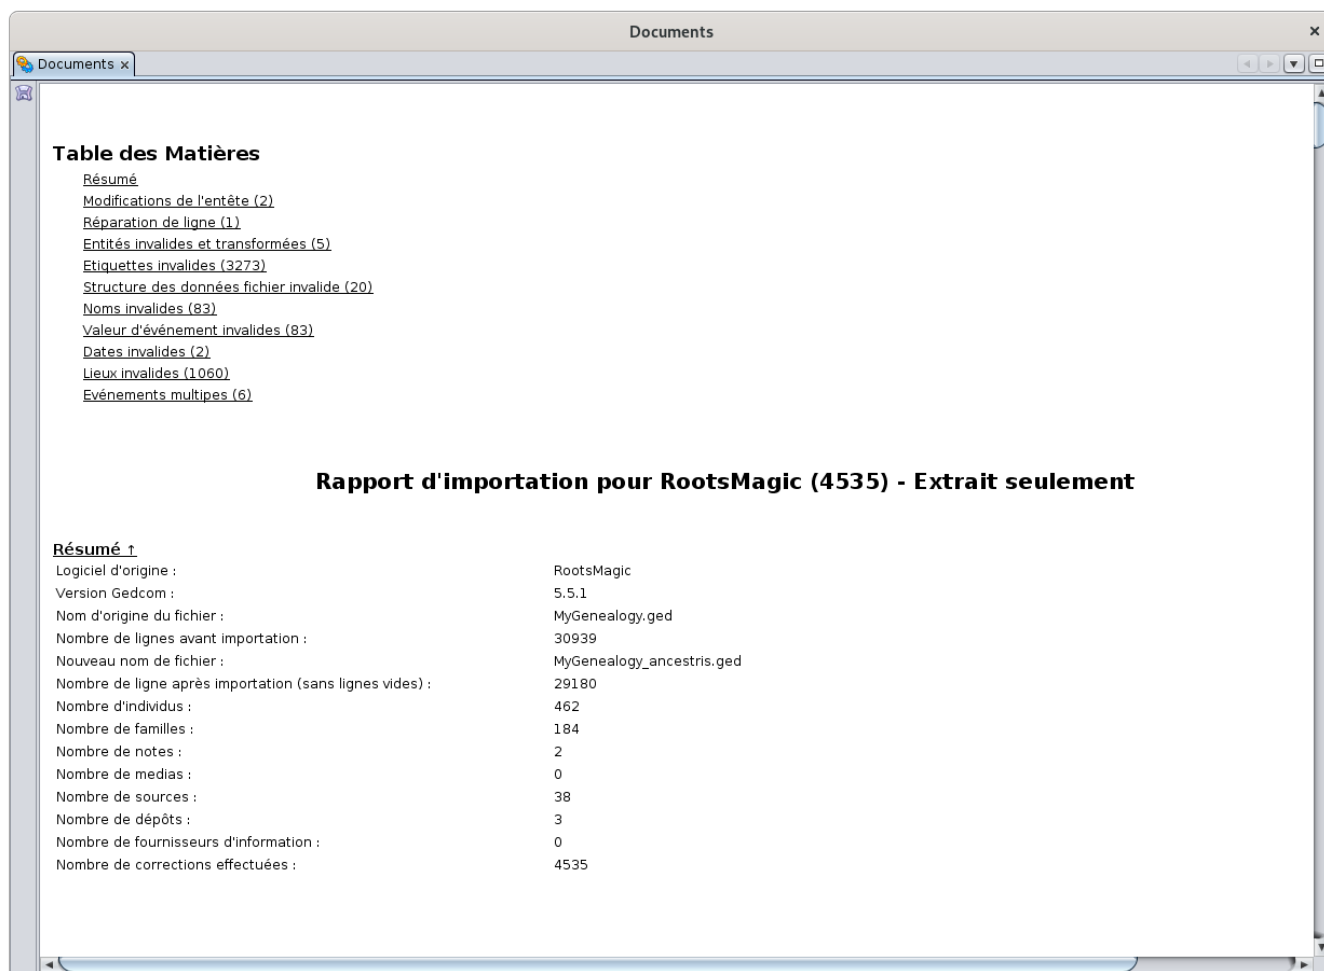 Documents
Documents
Table des Matières
Résumé
Modifications de l'entête (2)
Réparation de ligne (1)
Entités invalides et transformées (5)
Etiquettes invalides (3273)
Structure des données fichier invalide (20)
Noms invalides (83)
Valeur d'événement invalides (83)
Dates invalides (2)
Lieux invalides (1060)
Evénements multipes (6)
Rapport d'importation pour RootsMagic (4535) - Extrait seulement
Résumé ↑
Logiciel d'origine : RootsMagic
Version Gedcom : 5.5.1
Nom d'origine du fichier : MyGenealogy.ged
Nombre de lignes avant importation : 30939
Nouveau nom de fichier : MyGenealogy_ancestris.ged
Nombre de ligne après importation (sans lignes vides) : 29180
Nombre d'individus : 462
Nombre de familles : 184
Nombre de notes : 2
Nombre de medias : 0
Nombre de sources : 38
Nombre de dépôts : 3
Nombre de fournisseurs d'information : 0
Nombre de corrections effectuées : 4535